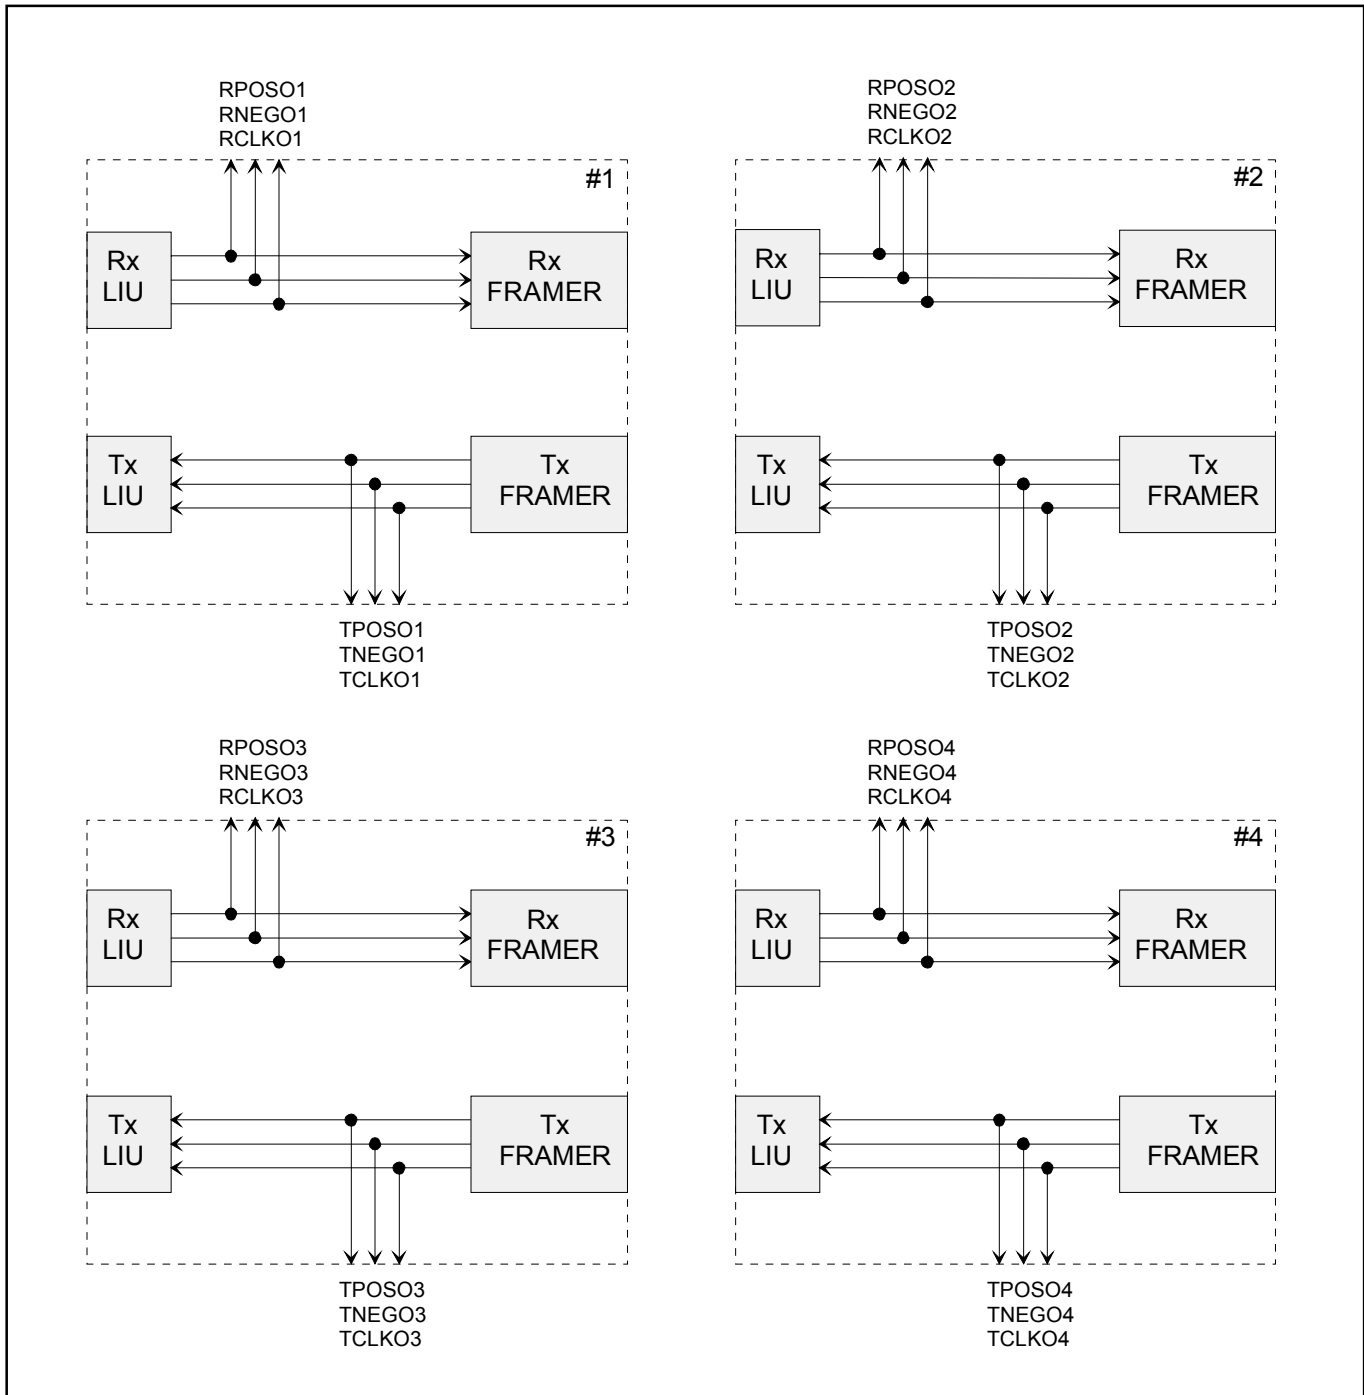 RPOSO1
RNEGO1
RCLKO1
#1
Rx
LIU
Rx
FRAMER
Tx
LIU
Tx
FRAMER
TPOSO1
TNEGO1
TCLKO1
RPOSO2
RNEGO2
RCLKO2
#2
Rx
LIU
Rx
FRAMER
Tx
LIU
Tx
FRAMER
TPOSO2
TNEGO2
TCLKO2
RPOSO3
RNEGO3
RCLKO3
#3
Rx
LIU
Rx
FRAMER
Tx
LIU
Tx
FRAMER
TPOSO3
TNEGO3
TCLKO3
RPOSO4
RNEGO4
RCLKO4
#4
Rx
LIU
Rx
FRAMER
Tx
LIU
Tx
FRAMER
TPOSO4
TNEGO4
TCLKO4